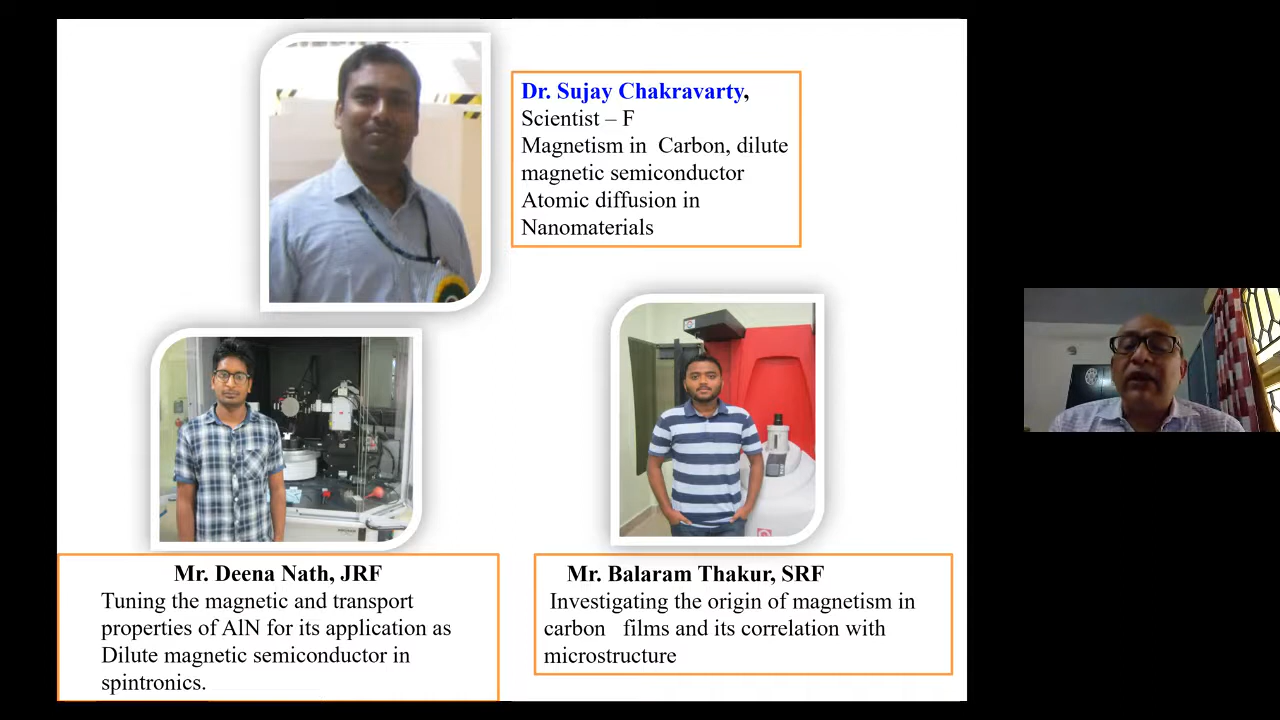 Dr. Sujay Chakravarty,
Scientist – F
Magnetism in Carbon, dilute
magnetic semiconductor
Atomic diffusion in
Nanomaterials
Mr. Deena Nath, JRF
Tuning the magnetic and transport
properties of AlN for its application as
Dilute magnetic semiconductor in
spintronics.
Mr. Balaram Thakur, SRF
Investigating the origin of magnetism in
carbon films and its correlation with
microstructure